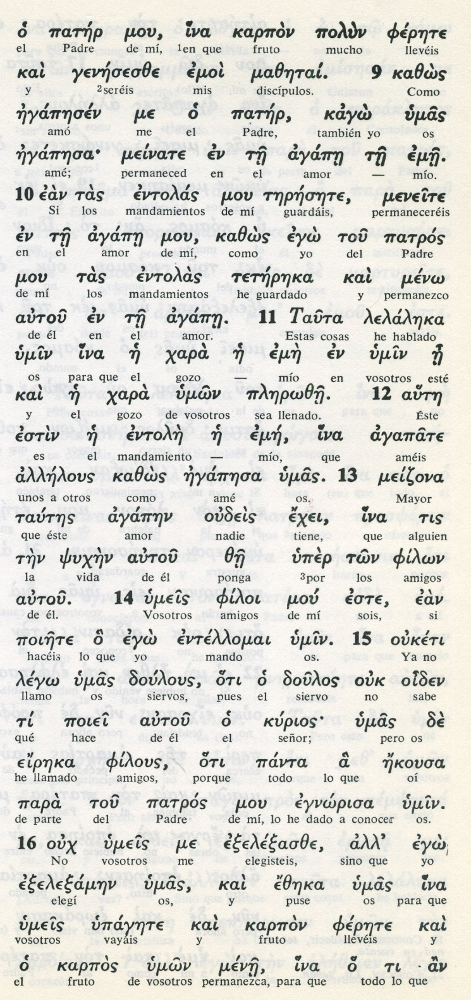 ὁ πατήρ μου, ἵνα καρπὸν πολὺν φέρητε
el Padre de mí, 1en que fruto mucho llevéis
καὶ γενήσεσθε ἐμοὶ μαθηταί. 9 καθὼς
y 2seréis mis discípulos. Como
ἠγάπησέν με ὁ πατήρ, κἀγὼ ὑμᾶς
amó me el Padre, también yo os
ἠγάπησα· μείνατε ἐν τῇ ἀγάπῃ τῇ ἐμῇ.
amé; permaneced en el amor — mío.
10 ἐὰν τὰς ἐντολάς μου τηρήσητε, μενεῖτε
Si los mandamientos de mí guardáis, permaneceréis
ἐν τῇ ἀγάπῃ μου, καθὼς ἐγὼ τοῦ πατρός
en el amor de mí, como yo del Padre
μου τὰς ἐντολὰς τετήρηκα καὶ μένω
de mí los mandamientos he guardado y permanezco
αὐτοῦ ἐν τῇ ἀγάπῃ. 11 Ταῦτα λελάληκα
de él en el amor. Estas cosas he hablado
ὑμῖν ἵνα ἡ χαρὰ ἡ ἐμὴ ἐν ὑμῖν ᾖ
os para que el gozo — mío en vosotros esté
καὶ ἡ χαρὰ ὑμῶν πληρωθῇ. 12 αὕτη
y el gozo de vosotros sea llenado. Éste
ἐστὶν ἡ ἐντολὴ ἡ ἐμή, ἵνα ἀγαπᾶτε
es el mandamiento — mío, que améis
ἀλλήλους καθὼς ἠγάπησα ὑμᾶς. 13 μείζονα
unos a otros como amé os. Mayor
ταύτης ἀγάπην οὐδεὶς ἔχει, ἵνα τις
que éste amor nadie tiene, que alguien
τὴν ψυχὴν αὐτοῦ θῇ ὑπὲρ τῶν φίλων
la vida de él ponga 3por los amigos
αὐτοῦ. 14 ὑμεῖς φίλοι μού ἐστε, ἐὰν
de él. Vosotros amigos de mí sois, si
ποιῆτε ὃ ἐγὼ ἐντέλλομαι ὑμῖν. 15 οὐκέτι
hacéis lo que yo mando os. Ya no
λέγω ὑμᾶς δούλους, ὅτι ὁ δοῦλος οὐκ οἶδεν
llamo os siervos, pues el siervo no sabe
τί ποιεῖ αὐτοῦ ὁ κύριος· ὑμᾶς δὲ
qué hace de él el señor; pero os
εἴρηκα φίλους, ὅτι πάντα ἃ ἤκουσα
he llamado amigos, porque todo lo que oí
παρὰ τοῦ πατρός μου ἐγνώρισα ὑμῖν.
de parte del Padre de mí, lo he dado a conocer os.
16 οὐχ ὑμεῖς με ἐξελέξασθε, ἀλλ’ ἐγὼ
No vosotros me elegisteis, sino que yo
ἐξελεξάμην ὑμᾶς, καὶ ἔθηκα ὑμᾶς ἵνα
elegí os, y puse os para que
ὑμεῖς ὑπάγητε καὶ καρπὸν φέρητε καὶ
vosotros vayáis y fruto llevéis y
ὁ καρπὸς ὑμῶν μένῃ, ἵνα ὅ τι ἂν
el fruto de vosotros permanezca, para que todo lo que